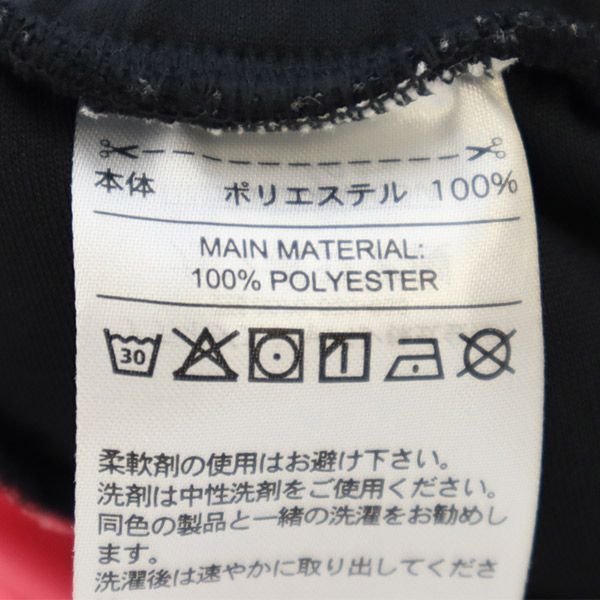 本体 ポリエステル 100%
MAIN MATERIAL:
100% POLYESTER
30
柔軟剤の使用はお避け下さい。
洗剤は中性洗剤をご使用ください。
同色の製品と一緒の洗濯をお勧めし
ます。
洗濯後は速やかに取り出してくださ